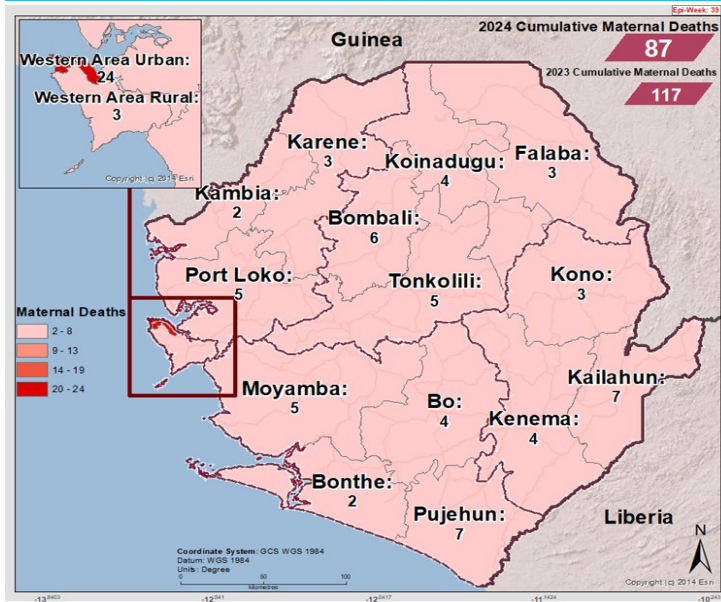 Epi-Week: 39
2024 Cumulative Maternal Deaths
87
2023 Cumulative Maternal Deaths
117
Guinea
Western Area Urban:
24
Western Area Rural:
3
Copyright:(c) 2014 Esri
Karene:
3
Koinadugu:
4
Falaba:
3
Kambia:
2
Bombali:
6
Port Loko:
5
Tonkolili:
5
Kono:
3
Maternal Deaths
2 - 8
9 - 13
14 - 19
20 - 24
Moyamba:
5
Bo:
4
Kenema:
4
Kailahun:
7
Bonthe:
2
Pujehun:
7
Liberia
N
Coordinate System: GCS WGS 1984
Datum: WGS 1984
Units: Degree
0 50 100
Kilometres
Copyright:(c) 2014 Esri